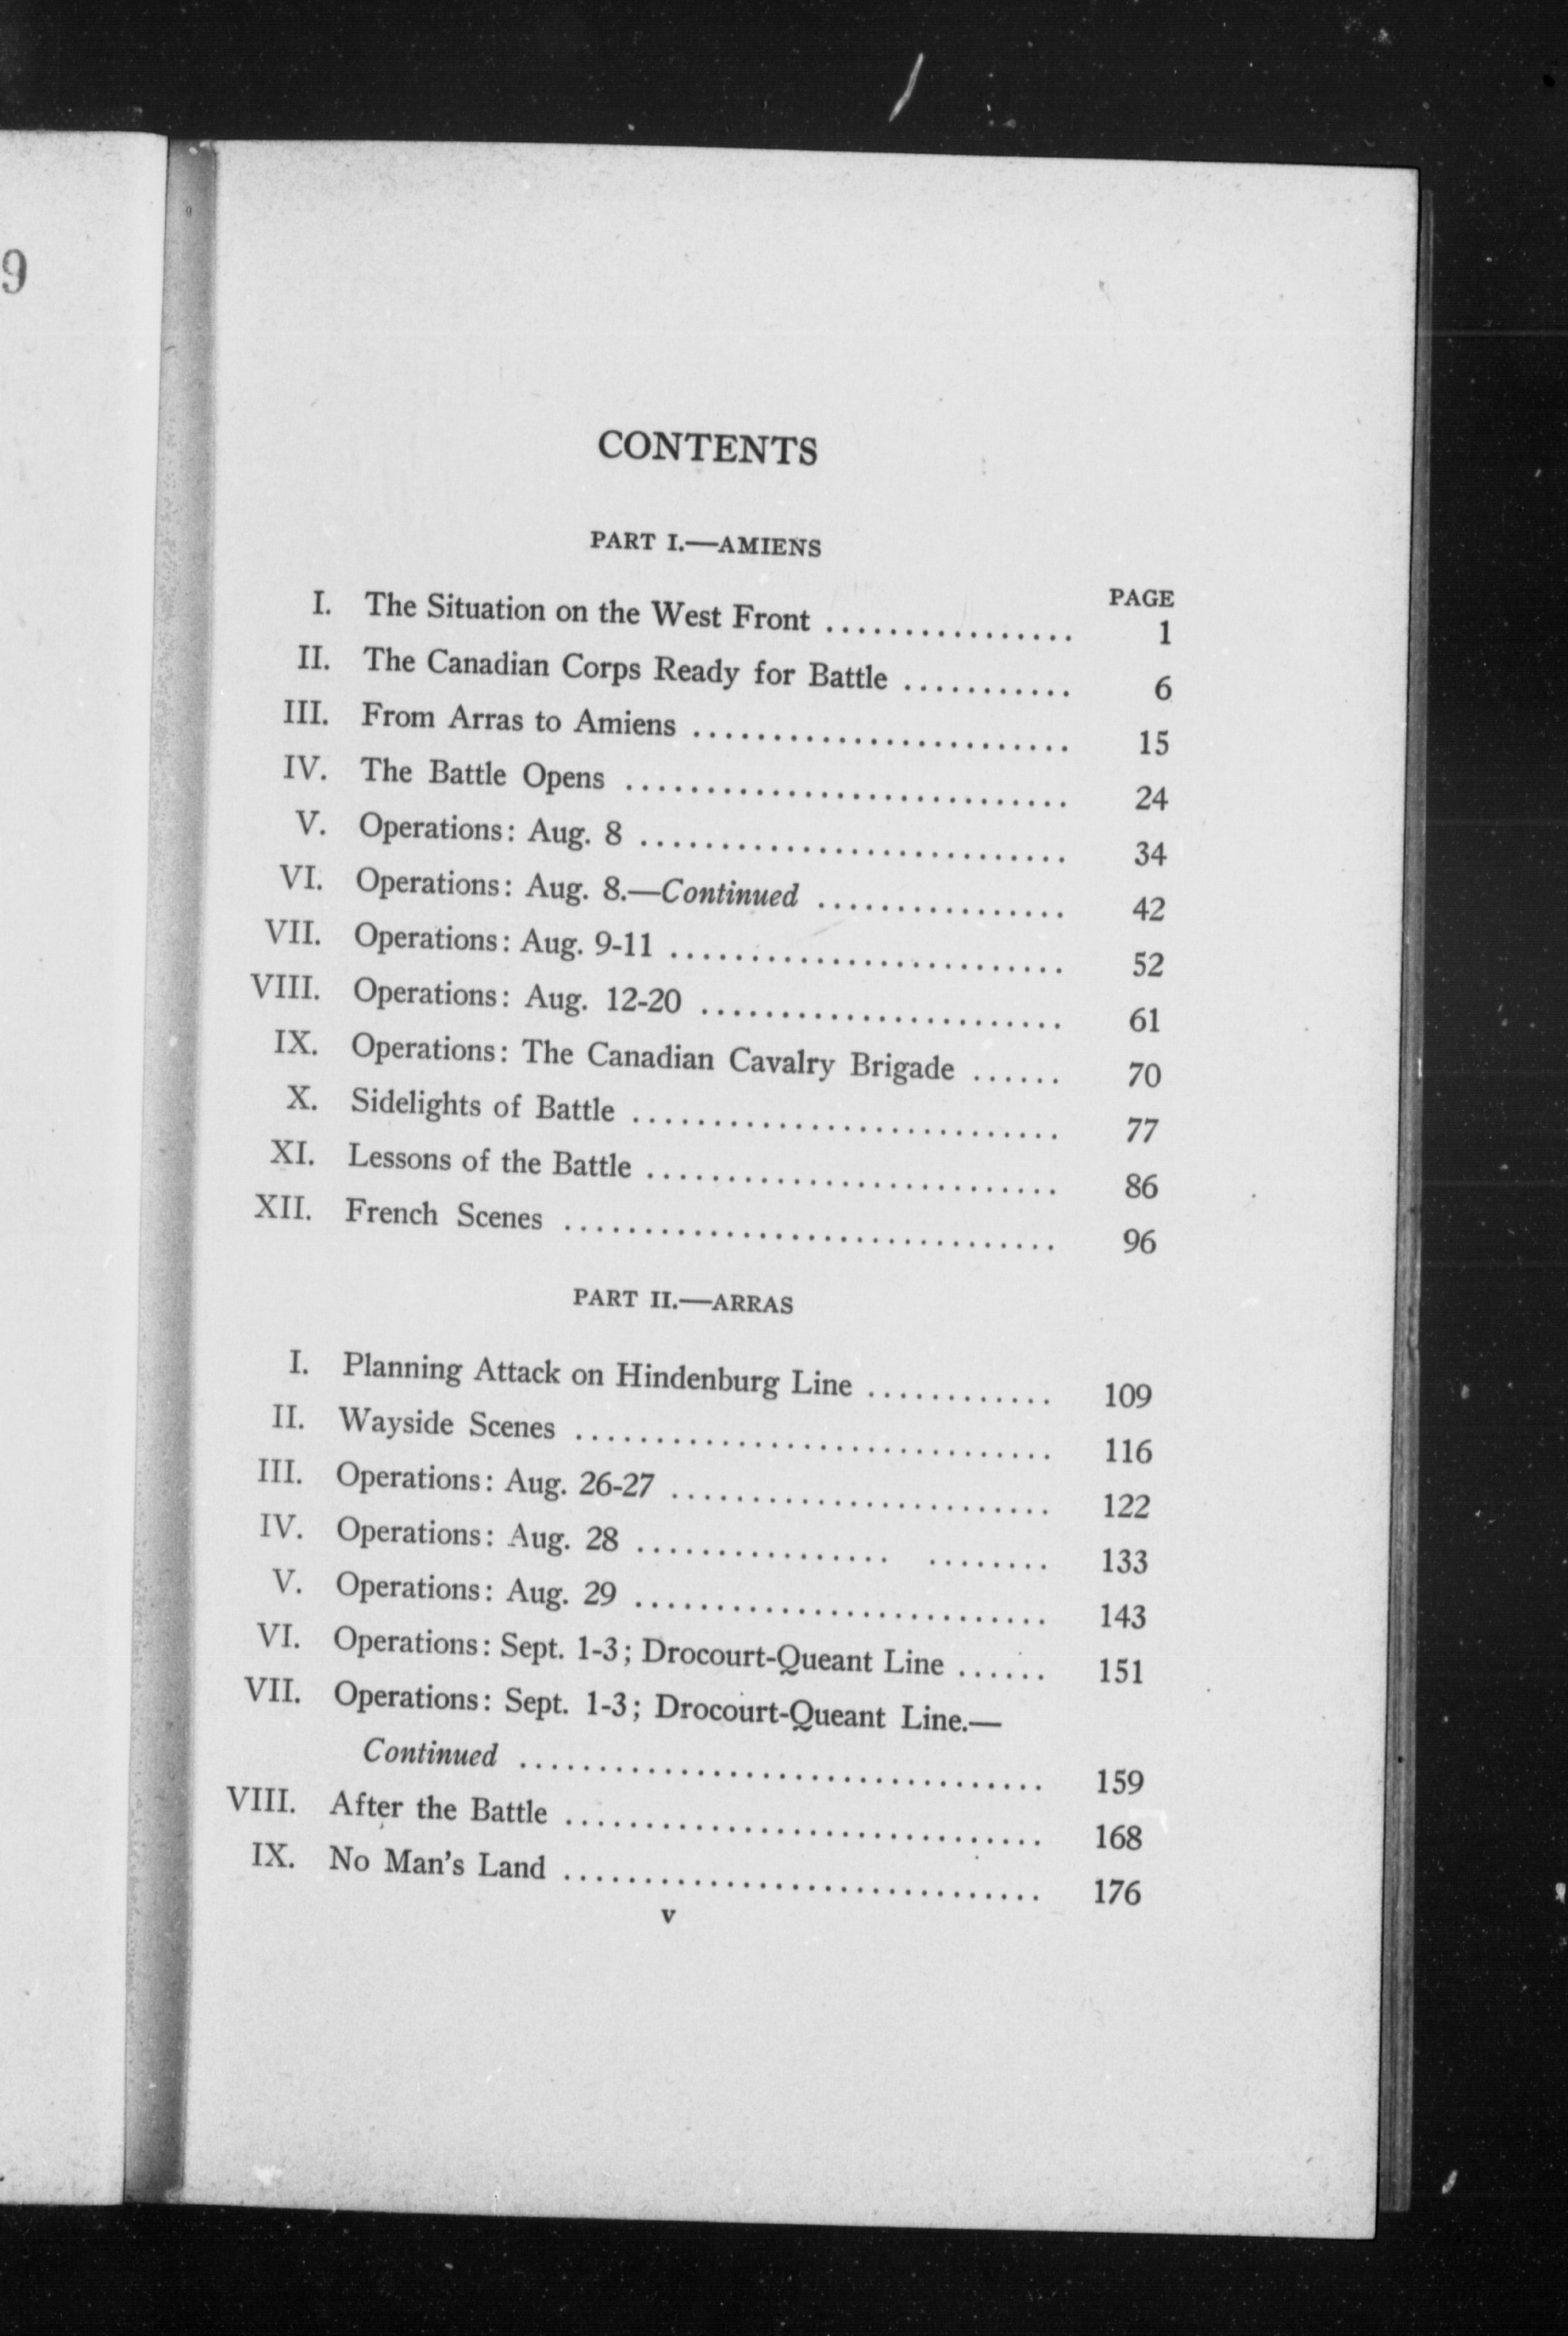 9
CONTENTS
PART I.—AMIENS
PAGE
I. The Situation on the West Front ................ 1
II. The Canadian Corps Ready for Battle ........... 6
III. From Arras to Amiens ........................ 15
IV. The Battle Opens ............................ 24
V. Operations: Aug. 8 ........................... 34
VI. Operations: Aug. 8.—Continued ................ 42
VII. Operations: Aug. 9-11 ......................... 52
VIII. Operations: Aug. 12-20 ....................... 61
IX. Operations: The Canadian Cavalry Brigade ...... 70
X. Sidelights of Battle ........................... 77
XI. Lessons of the Battle .......................... 86
XII. French Scenes ............................... 96
PART II.—ARRAS
I. Planning Attack on Hindenburg Line ............ 109
II. Wayside Scenes .............................. 116
III. Operations: Aug. 26-27 ........................ 122
IV. Operations: Aug. 28 ................ ........ 133
V. Operations: Aug. 29 .......................... 143
VI. Operations: Sept. 1-3; Drocourt-Queant Line ...... 151
VII. Operations: Sept. 1-3; Drocourt-Queant Line.—
Continued ................................. 159
VIII. After the Battle .............................. 168
IX. No Man's Land .............................. 176
v